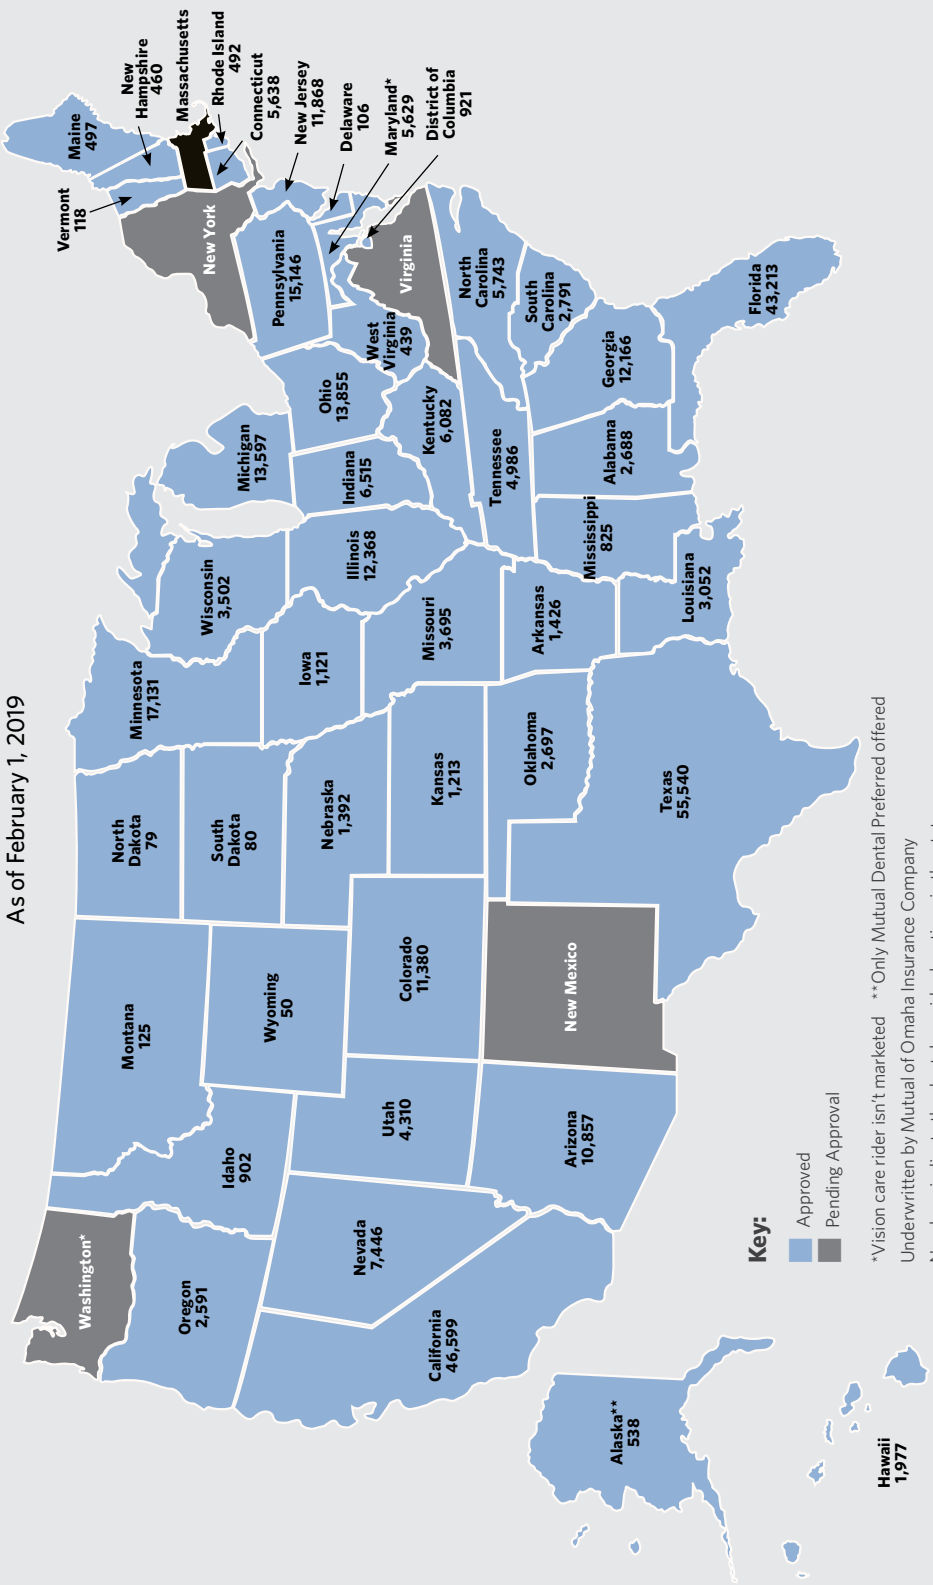 As of February 1, 2019
Washington*
Oregon
2,591
California
46,599
Nevada
7,446
Idaho
902
Montana
125
Wyoming
50
Utah
4,310
Arizona
10,857
Colorado
11,380
New Mexico
North
Dakota
79
South
Dakota
80
Nebraska
1,392
Kansas
1,213
Oklahoma
2,697
Texas
55,540
Minnesota
17,131
Iowa
1,121
Missouri
3,695
Arkansas
1,426
Louisiana
3,052
Wisconsin
3,502
Illinois
12,368
Michigan
13,597
Indiana
6,515
Ohio
13,855
Kentucky
6,082
Tennessee
4,986
Mississippi
825
Alabama
2,688
Georgia
12,166
Florida
43,213
South
Carolina
2,791
North
Carolina
5,743
Virginia
West
Virginia
439
Pennsylvania
15,146
New York
Vermont
118
Maine
497
New
Hampshire
460
Massachusetts
Rhode Island
492
Connecticut
5,638
New Jersey
11,868
Delaware
106
Maryland*
5,629
District of
Columbia
921
Alaska**
538
Hawaii
1,977
Key:
Approved
Pending Approval
*Vision care rider isn't marketed **Only Mutual Dental Preferred offered
Underwritten by Mutual of Omaha Insurance Company